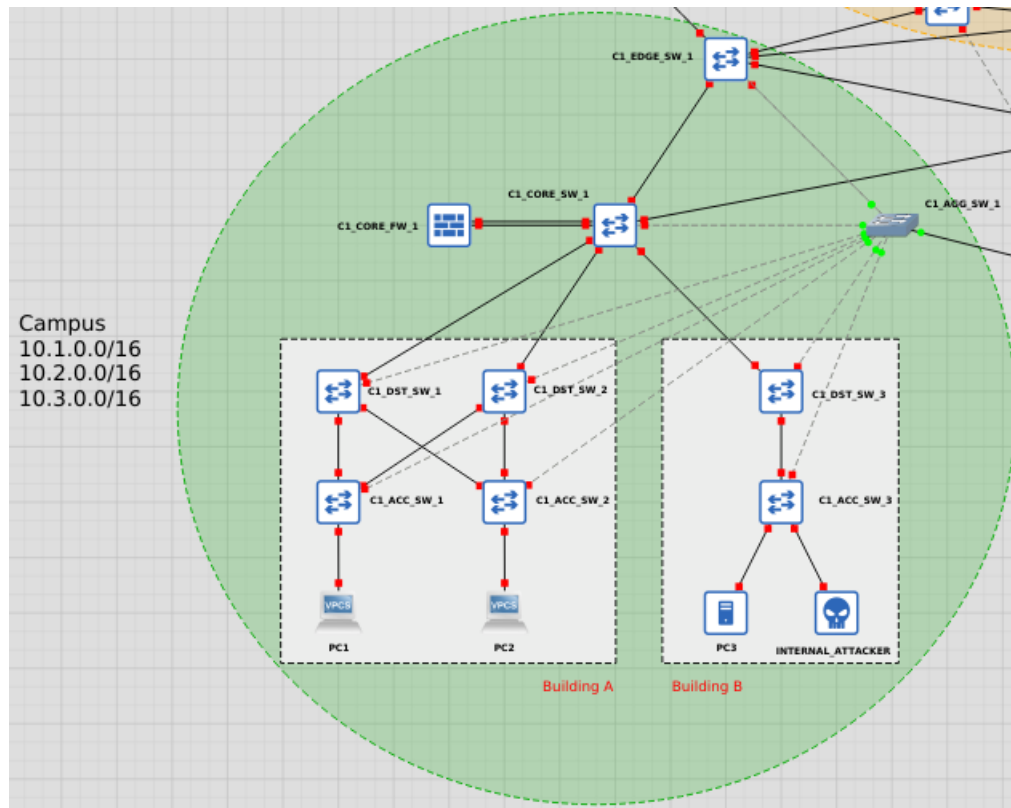 C1_EDGE_SW_1
C1_CORE_SW_1
C1_AGG_SW_1
C1_CORE_FW_1
Campus
10.1.0.0/16
10.2.0.0/16
10.3.0.0/16
C1_DST_SW_1
C1_DST_SW_2
C1_DST_SW_3
C1_ACC_SW_1
C1_ACC_SW_2
C1_ACC_SW_3
VPCS
VPCS
PC1
PC2
PC3
INTERNAL_ATTACKER
Building A
Building B